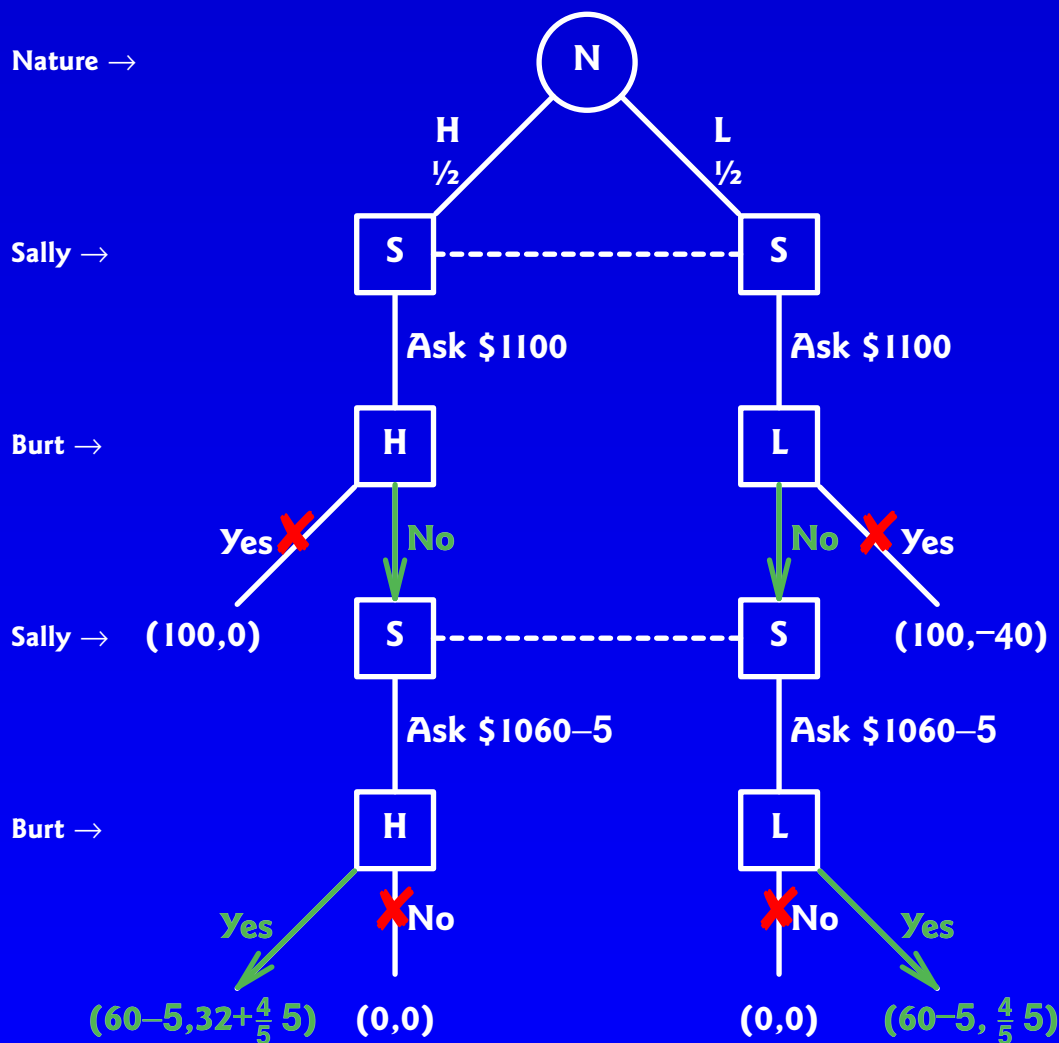 Nature → N
H L
½ ½
Sally → S S
Ask $1100 Ask $1100
Burt → H L
Yes No No Yes
Sally → (100,0) S S (100,−40)
Ask $1060−5 Ask $1060−5
Burt → H L
Yes No No Yes
(60−5,32+4/5 5) (0,0) (0,0) (60−5, 4/5 5)